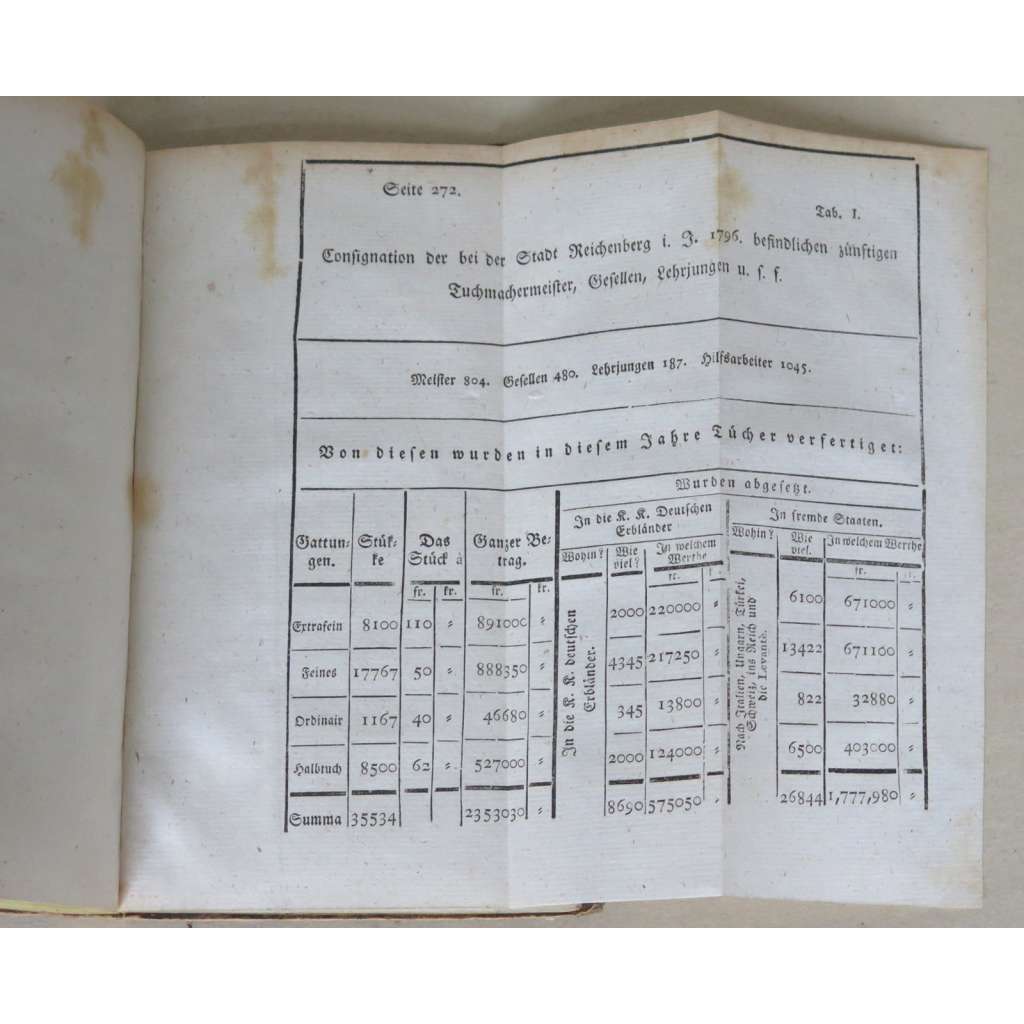 Seite 272.
Tab. I.
Consignation der bei der Stadt Reichenberg i. J. 1796. befindlichen zünftigen
Tuchmachermeister, Gesellen, Lehrjungen u. s. f.
Meister 804. Gesellen 480. Lehrjungen 187. Hilfsarbeiter 1045.
Von diesen wurden in diesem Jahre Tücher verfertiget:
Wurden abgesetzt.
In die K. K. Deutschen Erbländer
In fremde Staaten.
Gattungen. Stükke Das Stück à Ganzer Betrag. Wohin? Wie viel? In welchem Werthe Wohin? Wie viel. In welchem Werthe
fr. kr. fr. kr. fr. fr.
In die K. K. deutschen Erbländer.
Nach Italien, Ungarn, Türkei, Schweiz, ins Reich und die Levante.
Extrafein 8100 110 〃 891000 〃 2000 220000 〃 6100 671000 〃
Feines 17767 50 〃 888350 〃 4345 217250 〃 13422 671100 〃
Ordinair 1167 40 〃 46680 〃 345 13800 〃 822 32880 〃
Halbtuch 8500 62 〃 527000 〃 2000 124000 〃 6500 403000 〃
Summa 35534 2353030 〃 8690 575050 〃 26844 1,777,980 〃